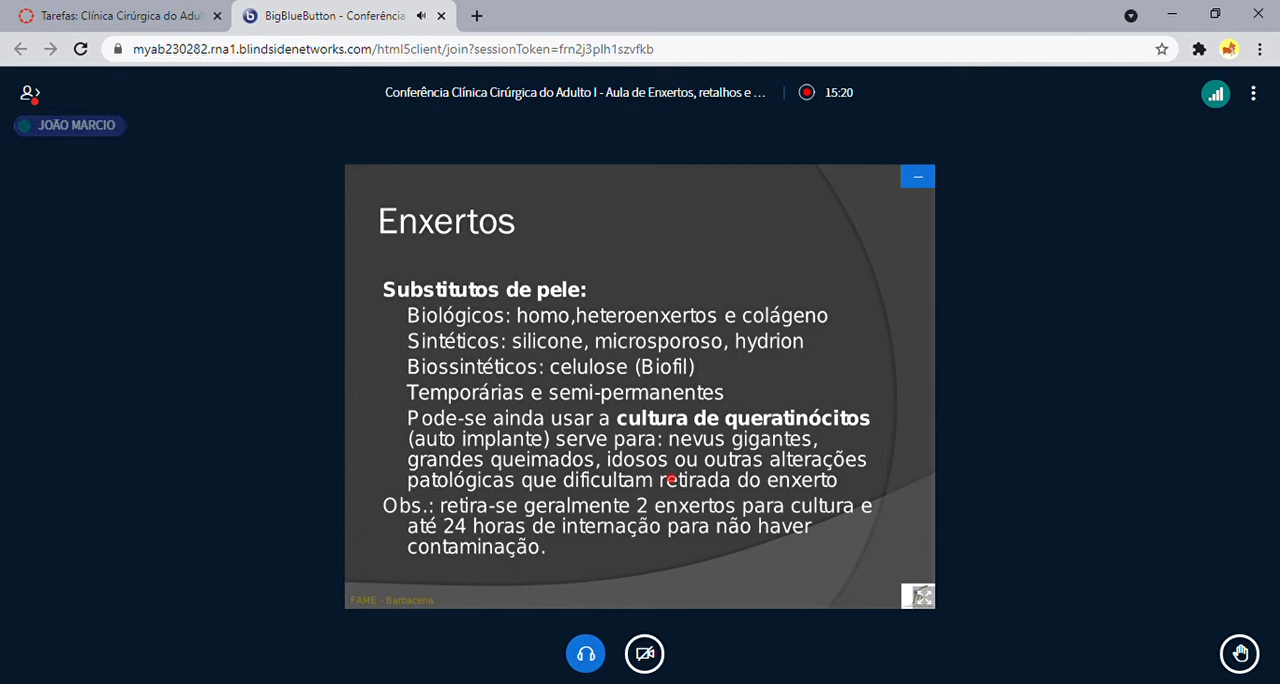 Tarefas: Clínica Cirúrgica do Adul
BigBlueButton - Conferência
myab230282.rna1.blindsidenetworks.com/html5client/join?sessionToken=frn2j3plh1szvfkb
Conferência Clínica Cirúrgica do Adulto I - Aula de Enxertos, retalhos e ...
15:20
JOÃO MARCIO
Enxertos
Substitutos de pele:
Biológicos: homo,heteroenxertos e colágeno
Sintéticos: silicone, microsporoso, hydrion
Biossintéticos: celulose (Biofil)
Temporárias e semi-permanentes
Pode-se ainda usar a cultura de queratinócitos
(auto implante) serve para: nevus gigantes,
grandes queimados, idosos ou outras alterações
patológicas que dificultam retirada do enxerto
Obs.: retira-se geralmente 2 enxertos para cultura e
até 24 horas de internação para não haver
contaminação.
FAME - Barbacena